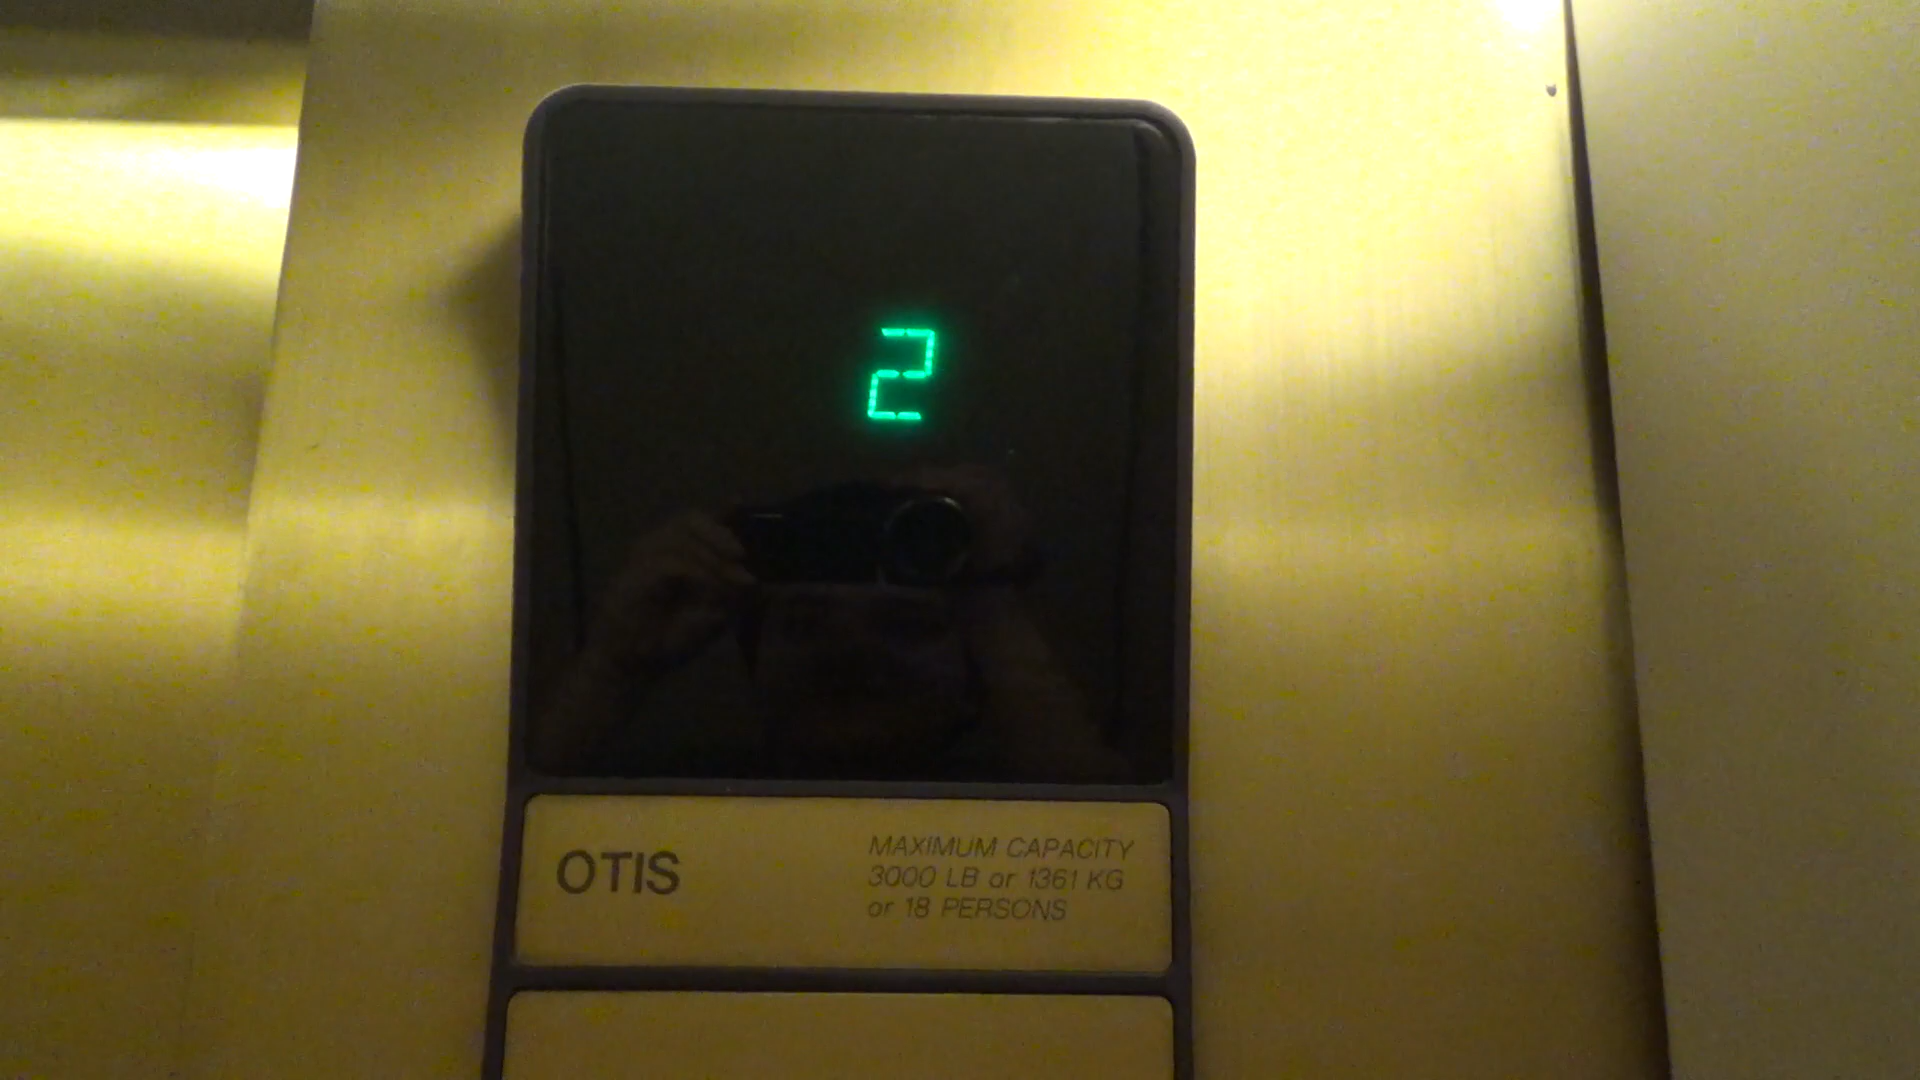 2
OTIS
MAXIMUM CAPACITY
3000 LB or 1361 KG
or 18 PERSONS